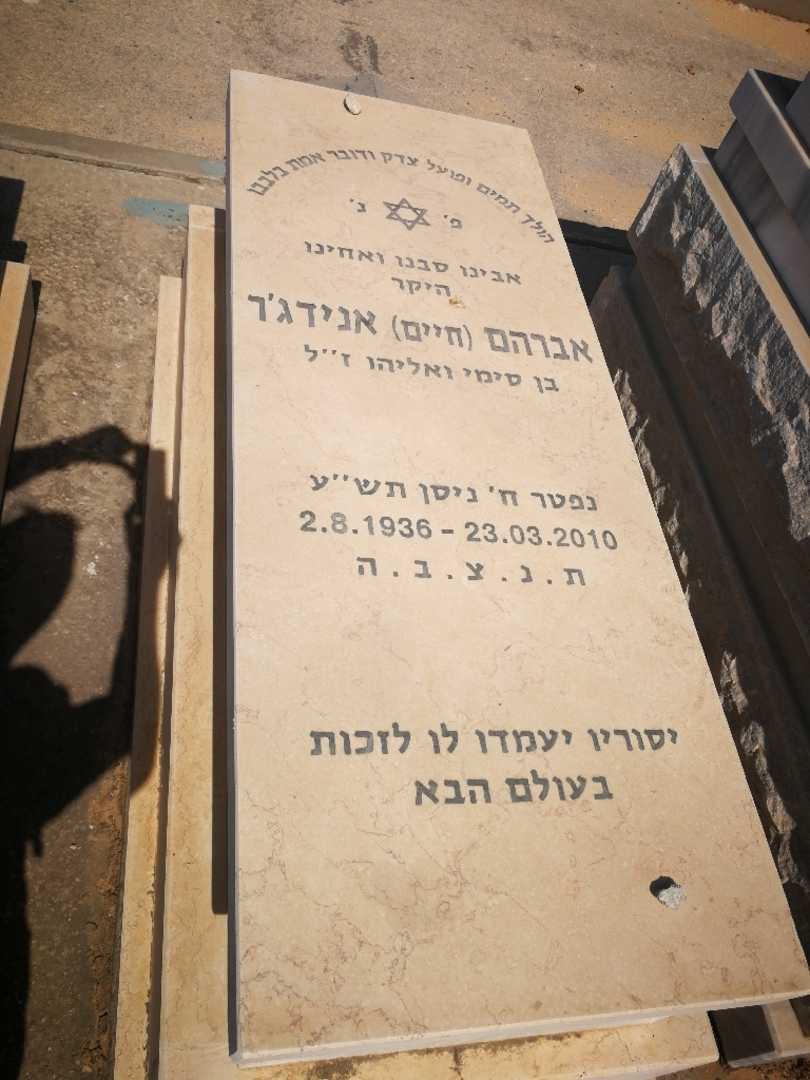 הולך תמים ופועל צדק ודובר אמת בלבבו
פ' נ'
אבינו סבנו ואחינו
היקר
אברהם (חיים) אנידג'ר
בן סימי ואליהו ז''ל
נפטר ח' ניסן תש''ע
2.8.1936 - 23.03.2010
ת . נ . צ . ב . ה
יסוריו יעמדו לו לזכות
בעולם הבא